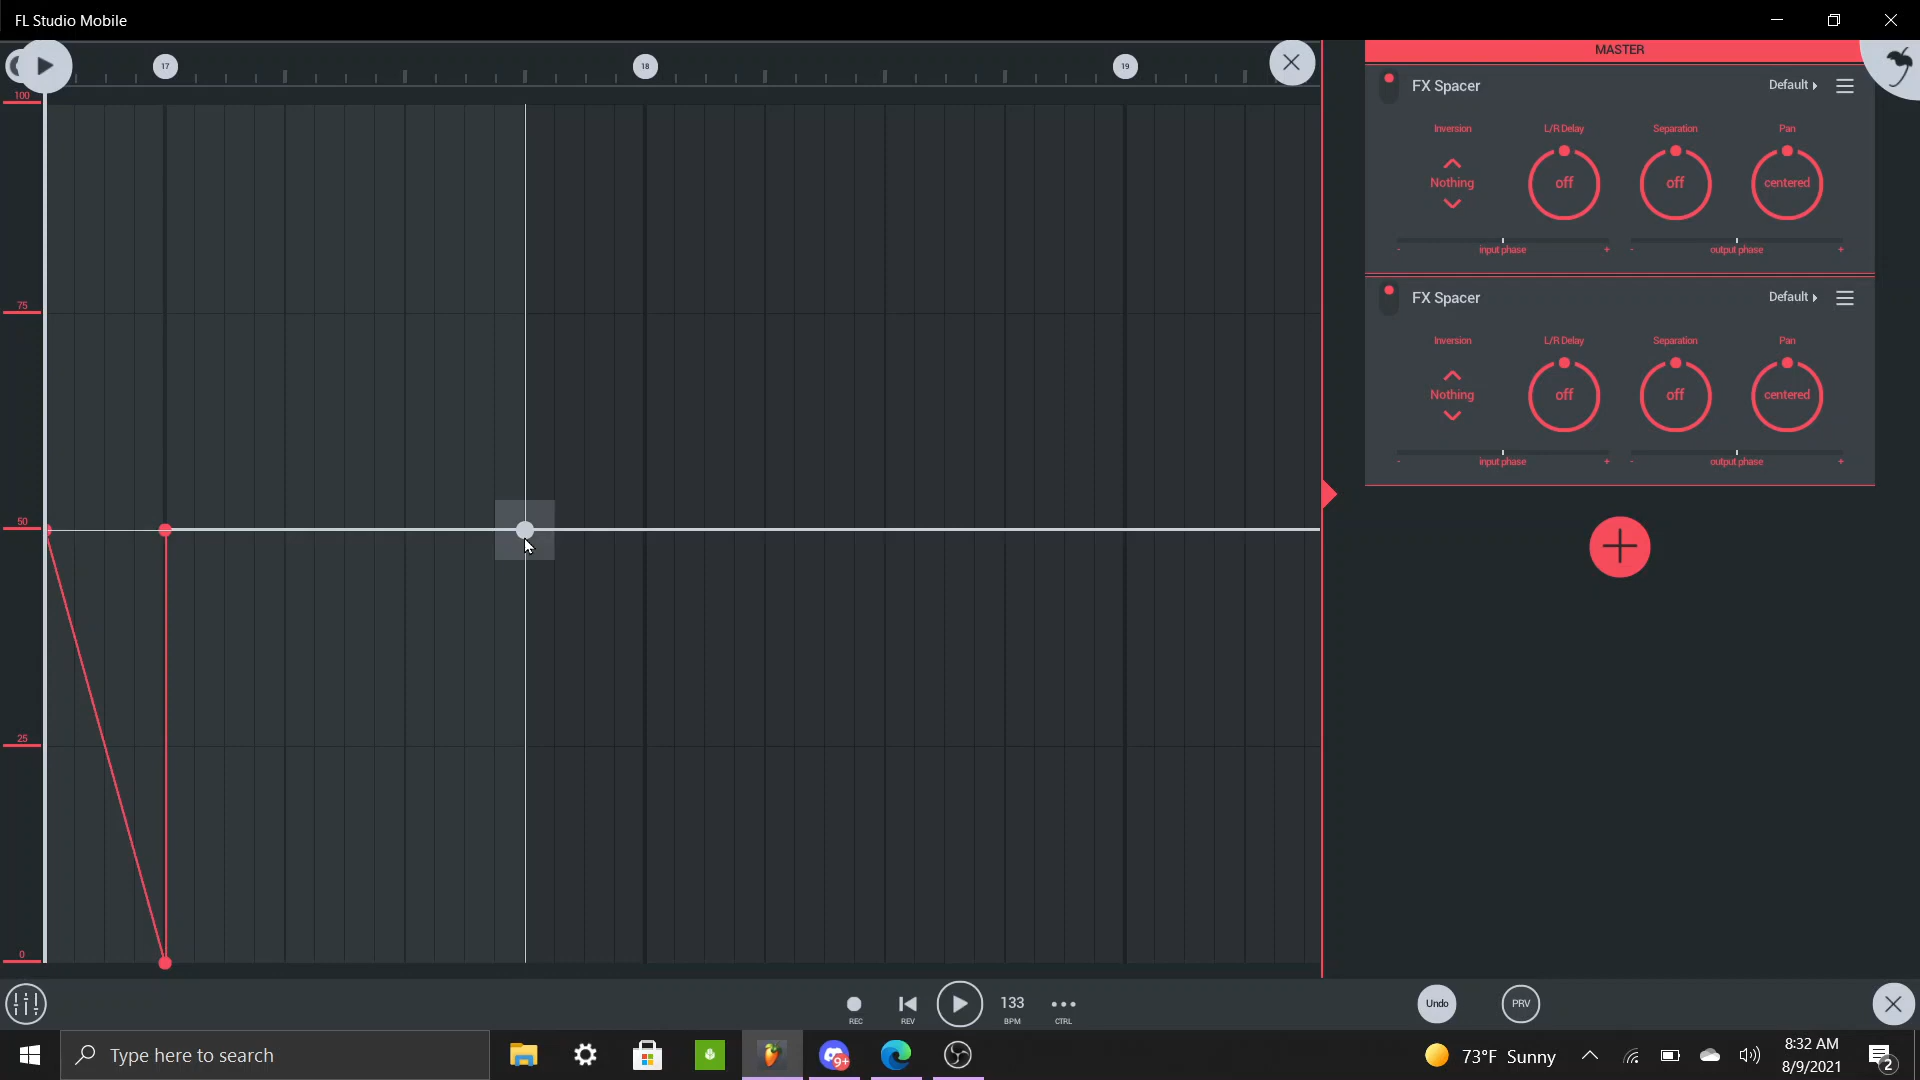 FL Studio Mobile
17
18
19
100
75
50
25
0
MASTER
FX Spacer
Default
Inversion
L/R Delay
Separation
Pan
Nothing
off
off
centered
- input phase +
- output phase +
FX Spacer
Default
Inversion
L/R Delay
Separation
Pan
Nothing
off
off
centered
- input phase +
- output phase +
REC
REV
133
BPM
CTRL
Undo
PRV
Type here to search
9+
73°F Sunny
8:32 AM
8/9/2021
2